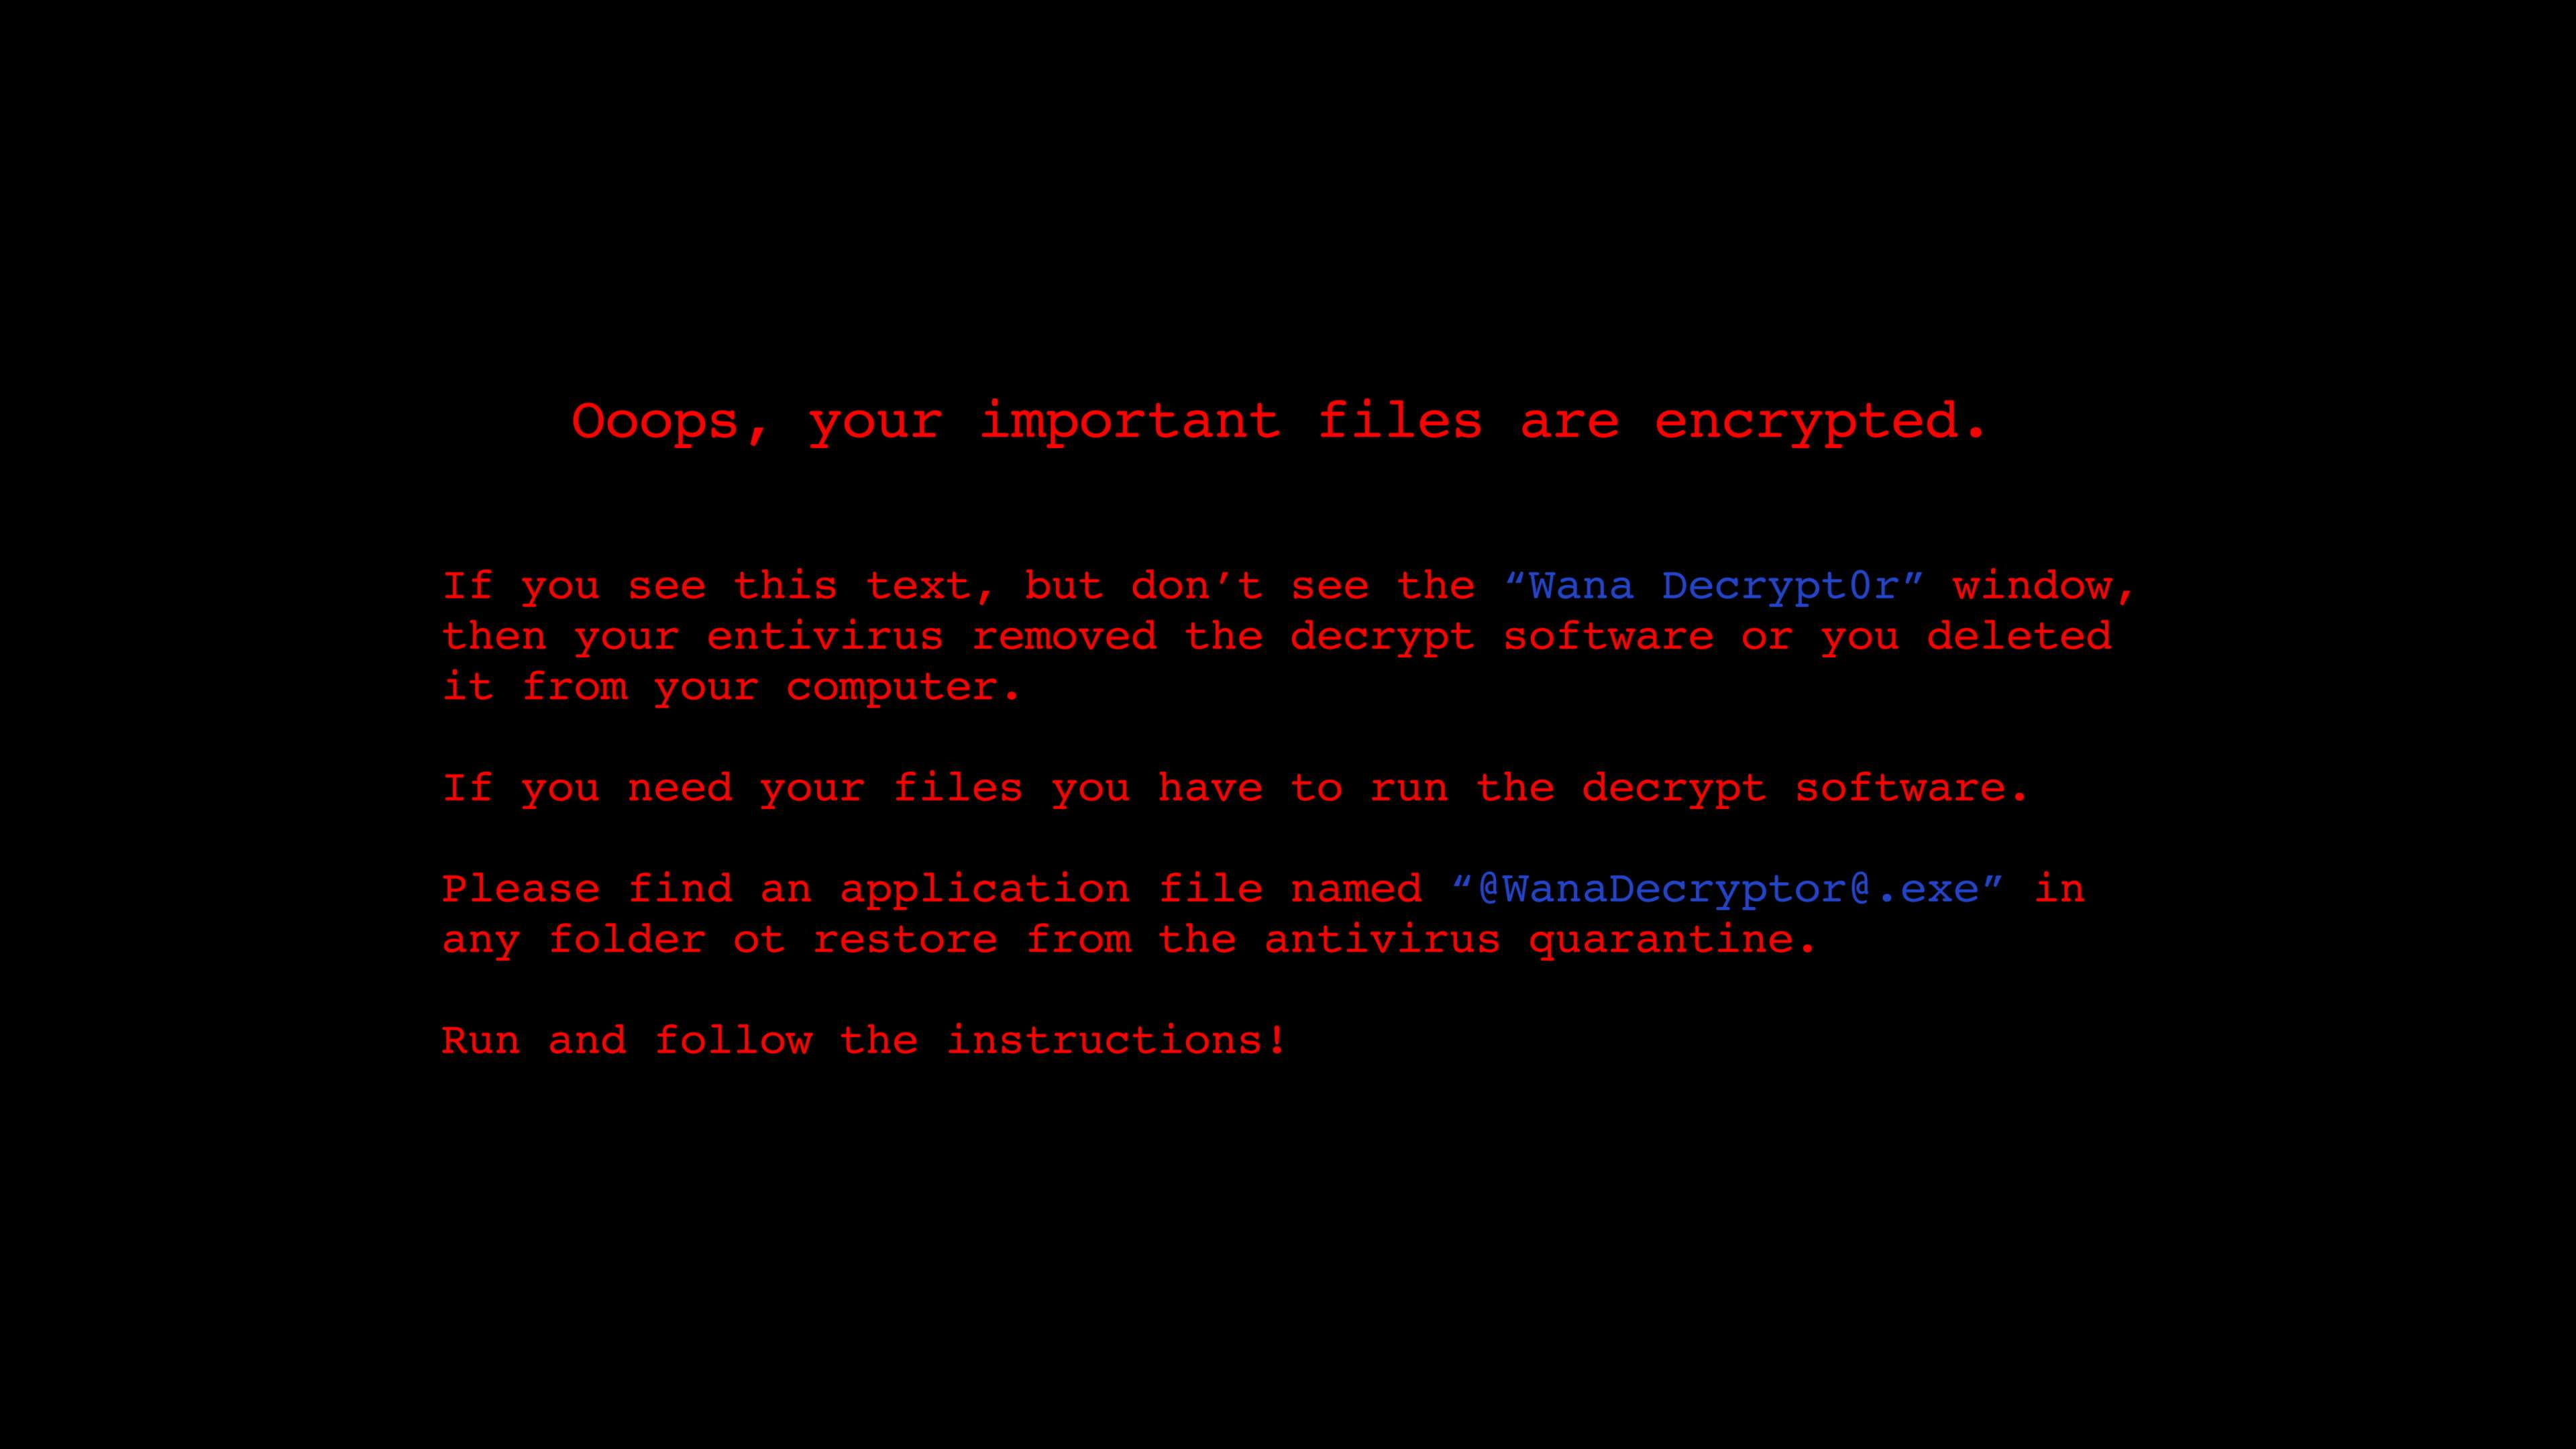 Ooops, your important files are encrypted.
If you see this text, but don’t see the “Wana Decrypt0r” window,
then your entivirus removed the decrypt software or you deleted
it from your computer.
If you need your files you have to run the decrypt software.
Please find an application file named “@WanaDecryptor@.exe” in
any folder ot restore from the antivirus quarantine.
Run and follow the instructions!